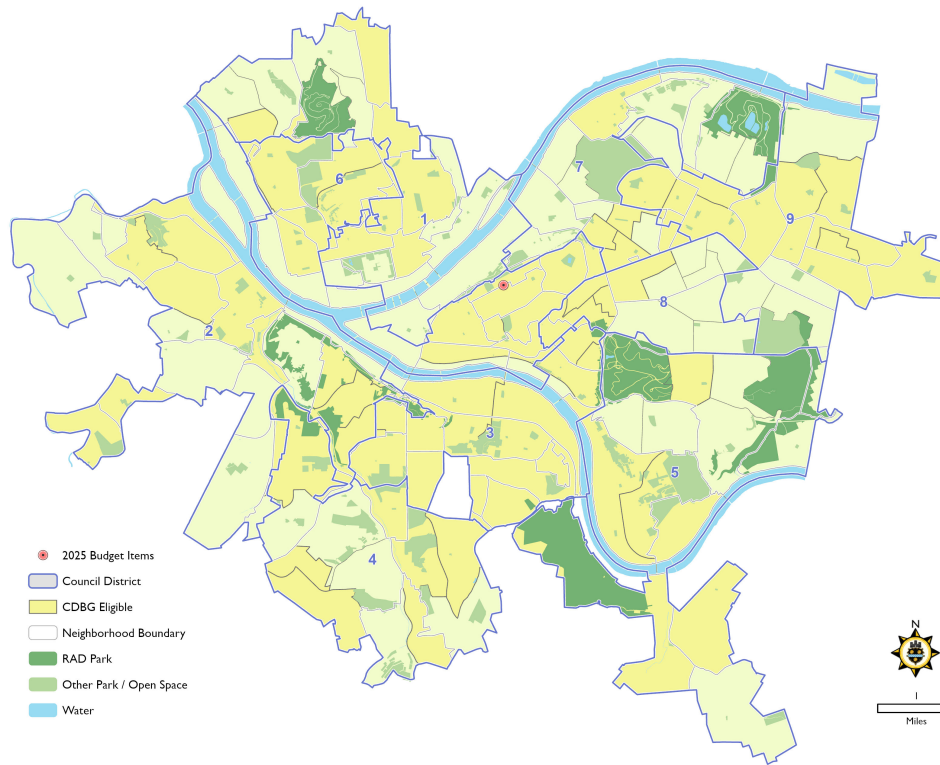 6
1
7
9
2
8
3
5
4
2025 Budget Items
Council District
CDBG Eligible
Neighborhood Boundary
RAD Park
Other Park / Open Space
Water
N
1
Miles